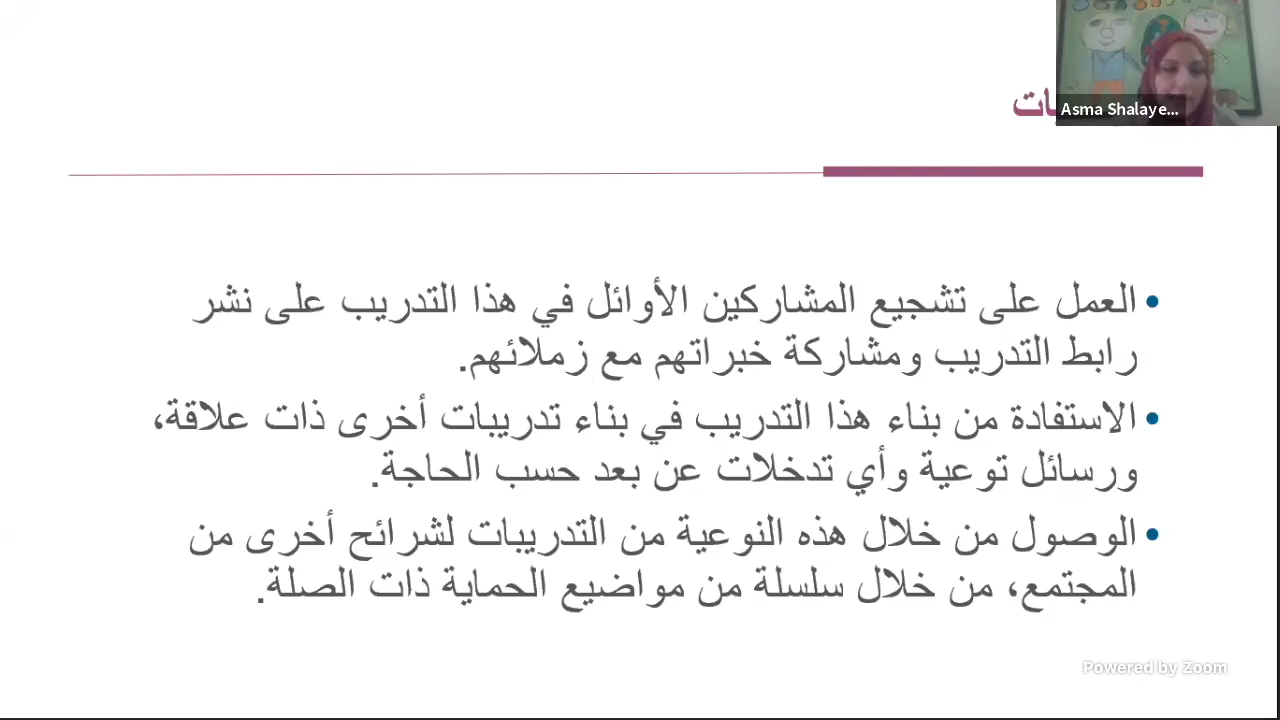 Asma Shalaye...
• العمل على تشجيع المشاركين الأوائل في هذا التدريب على نشر
رابط التدريب ومشاركة خبراتهم مع زملائهم.
• الاستفادة من بناء هذا التدريب في بناء تدريبات أخرى ذات علاقة،
ورسائل توعية وأي تدخلات عن بعد حسب الحاجة.
• الوصول من خلال هذه النوعية من التدريبات لشرائح أخرى من
المجتمع، من خلال سلسلة من مواضيع الحماية ذات الصلة.
Powered by Zoom